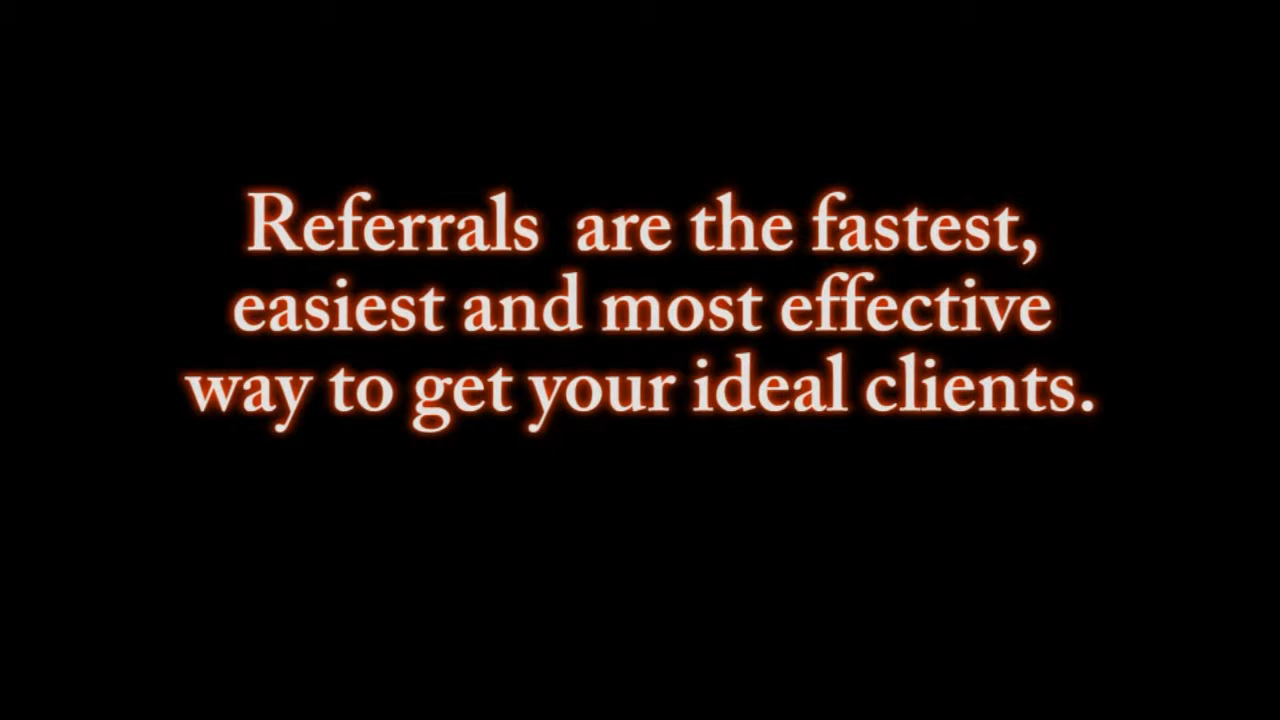 Referrals  are the fastest,
easiest and most effective
way to get your ideal clients.